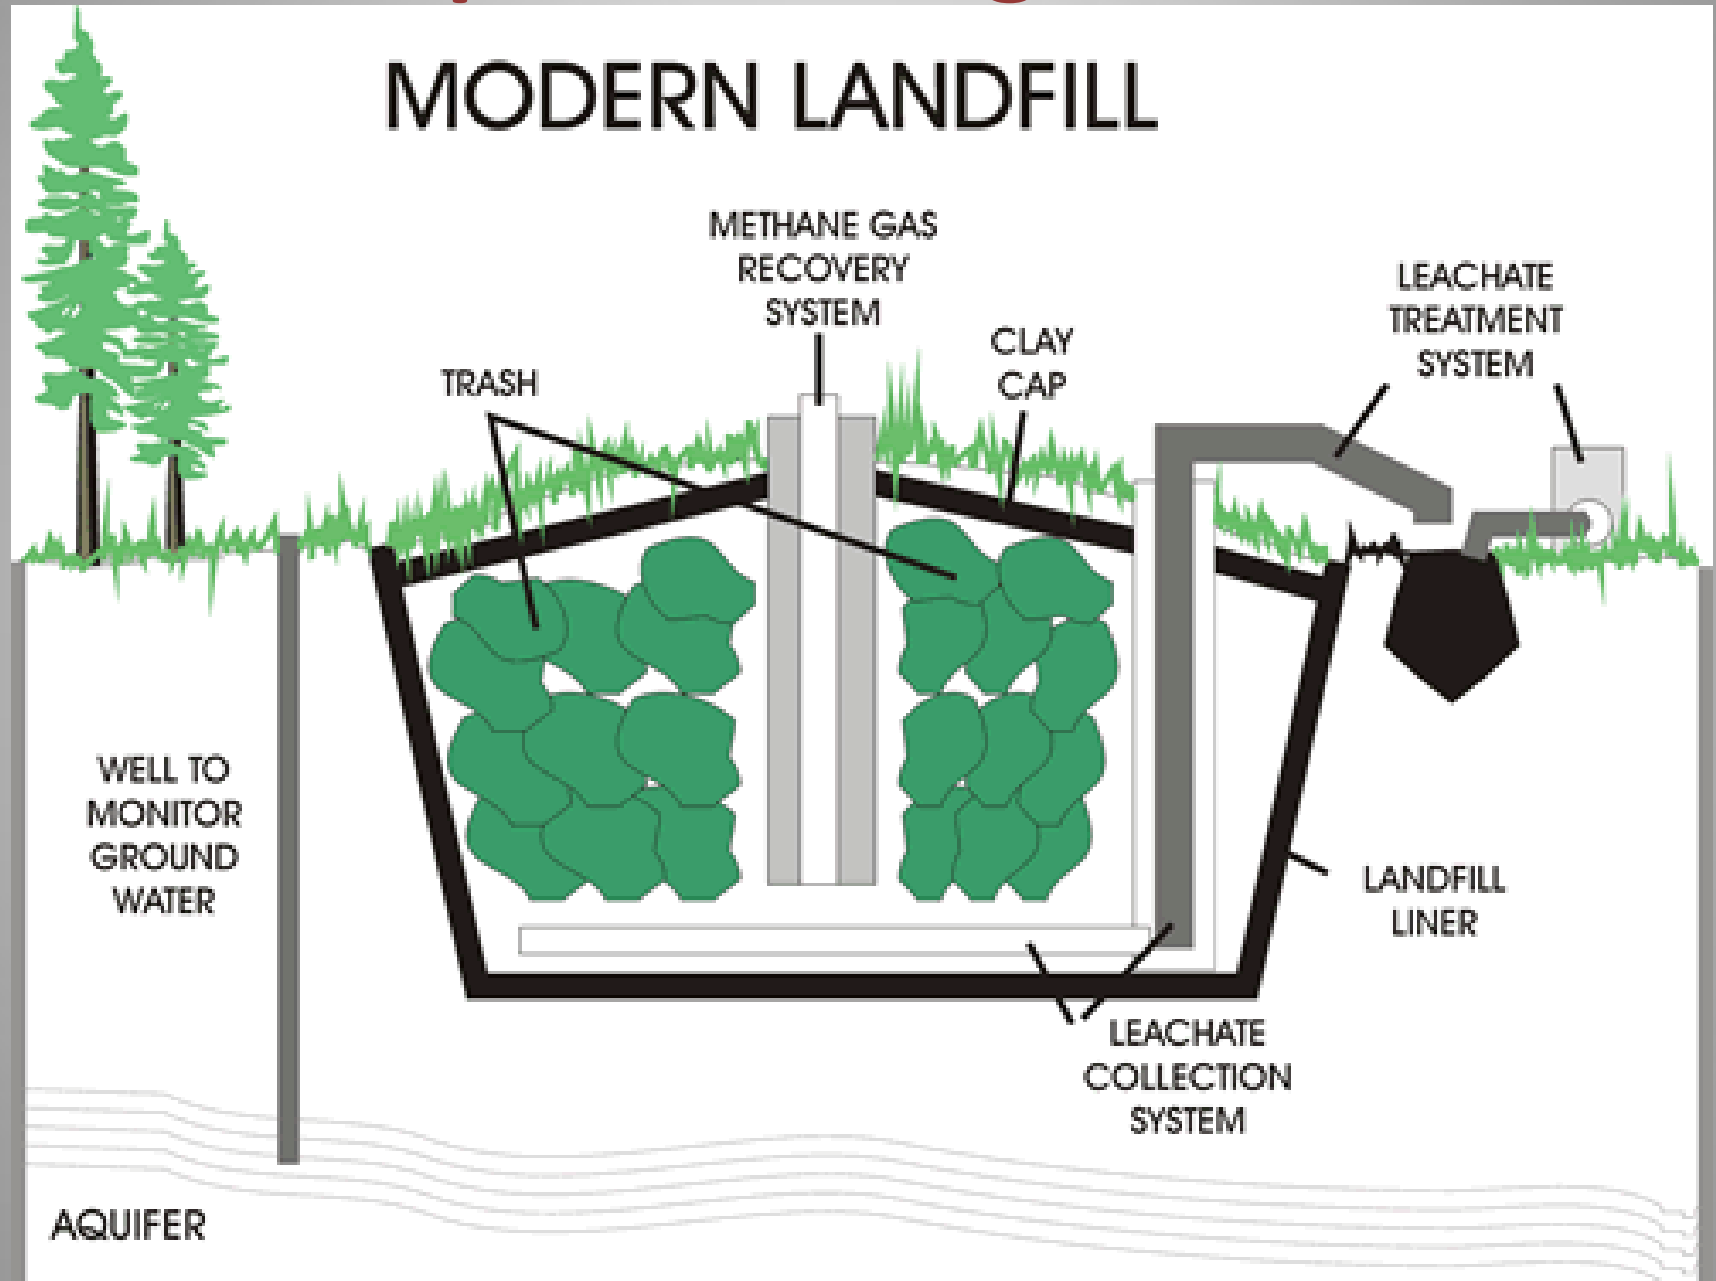 MODERN LANDFILL
METHANE GAS
RECOVERY
SYSTEM
LEACHATE
TREATMENT
SYSTEM
CLAY
CAP
TRASH
WELL TO
MONITOR
GROUND
WATER
LANDFILL
LINER
LEACHATE
COLLECTION
SYSTEM
AQUIFER